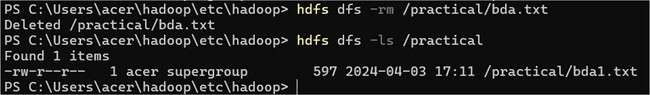 PS C:\Users\acer\hadoop\etc\hadoop> hdfs dfs -rm /practical/bda.txt
Deleted /practical/bda.txt
PS C:\Users\acer\hadoop\etc\hadoop> hdfs dfs -ls /practical
Found 1 items
-rw-r--r--   1 acer supergroup        597 2024-04-03 17:11 /practical/bda1.txt
PS C:\Users\acer\hadoop\etc\hadoop>